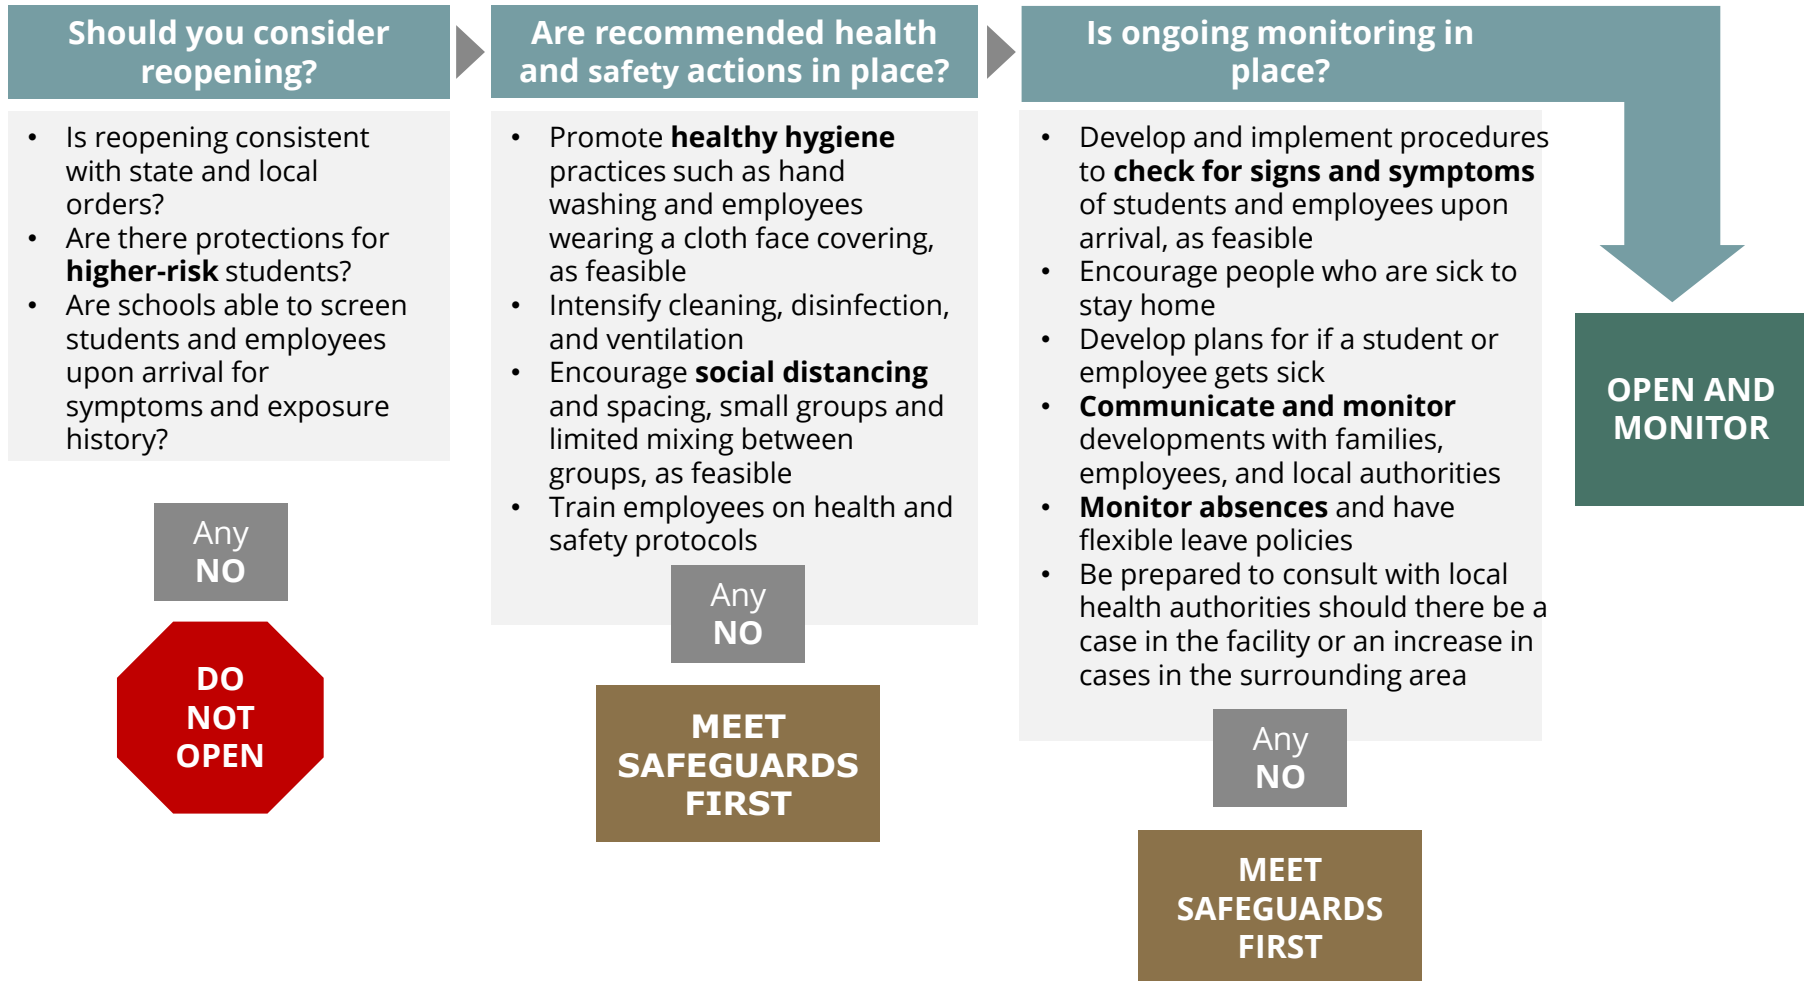 Should you consider
reopening?
• Is reopening consistent
with state and local
orders?
• Are there protections for
higher-risk students?
• Are schools able to screen
students and employees
upon arrival for
symptoms and exposure
history?
Any
NO
DO
NOT
OPEN
Are recommended health
and safety actions in place?
• Promote healthy hygiene
practices such as hand
washing and employees
wearing a cloth face covering,
as feasible
• Intensify cleaning, disinfection,
and ventilation
• Encourage social distancing
and spacing, small groups and
limited mixing between
groups, as feasible
• Train employees on health and
safety protocols
Any
NO
MEET
SAFEGUARDS
FIRST
Is ongoing monitoring in
place?
• Develop and implement procedures
to check for signs and symptoms
of students and employees upon
arrival, as feasible
• Encourage people who are sick to
stay home
• Develop plans for if a student or
employee gets sick
• Communicate and monitor
developments with families,
employees, and local authorities
• Monitor absences and have
flexible leave policies
• Be prepared to consult with local
health authorities should there be a
case in the facility or an increase in
cases in the surrounding area
Any
NO
MEET
SAFEGUARDS
FIRST
OPEN AND
MONITOR